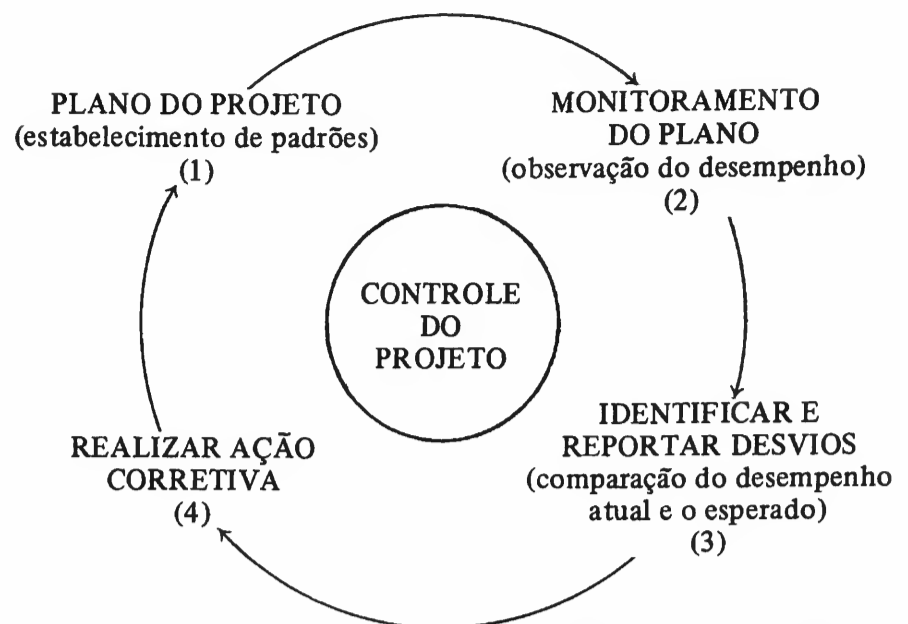 PLANO DO PROJETO
(estabelecimento de padrões)
(1)
MONITORAMENTO
DO PLANO
(observação do desempenho)
(2)
CONTROLE
DO
PROJETO
IDENTIFICAR E
REPORTAR DESVIOS
(comparação do desempenho
atual e o esperado)
(3)
REALIZAR AÇÃO
CORRETIVA
(4)